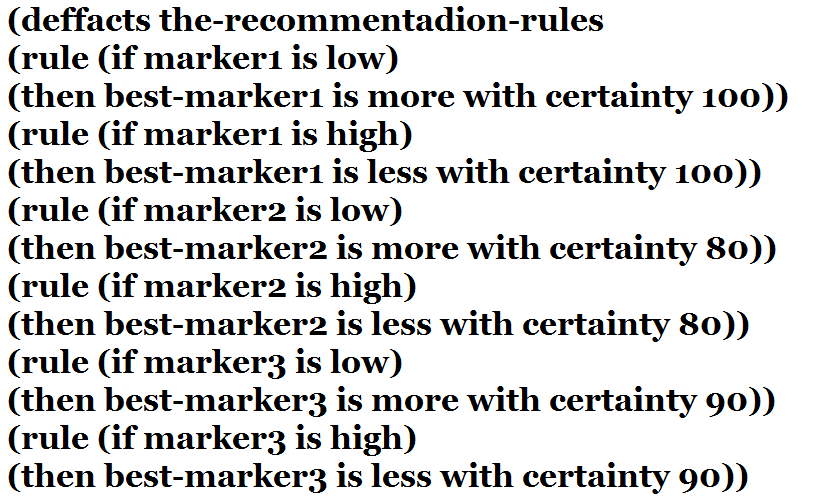 (deffacts the-recommentadion-rules
(rule (if marker1 is low)
(then best-marker1 is more with certainty 100))
(rule (if marker1 is high)
(then best-marker1 is less with certainty 100))
(rule (if marker2 is low)
(then best-marker2 is more with certainty 80))
(rule (if marker2 is high)
(then best-marker2 is less with certainty 80))
(rule (if marker3 is low)
(then best-marker3 is more with certainty 90))
(rule (if marker3 is high)
(then best-marker3 is less with certainty 90))